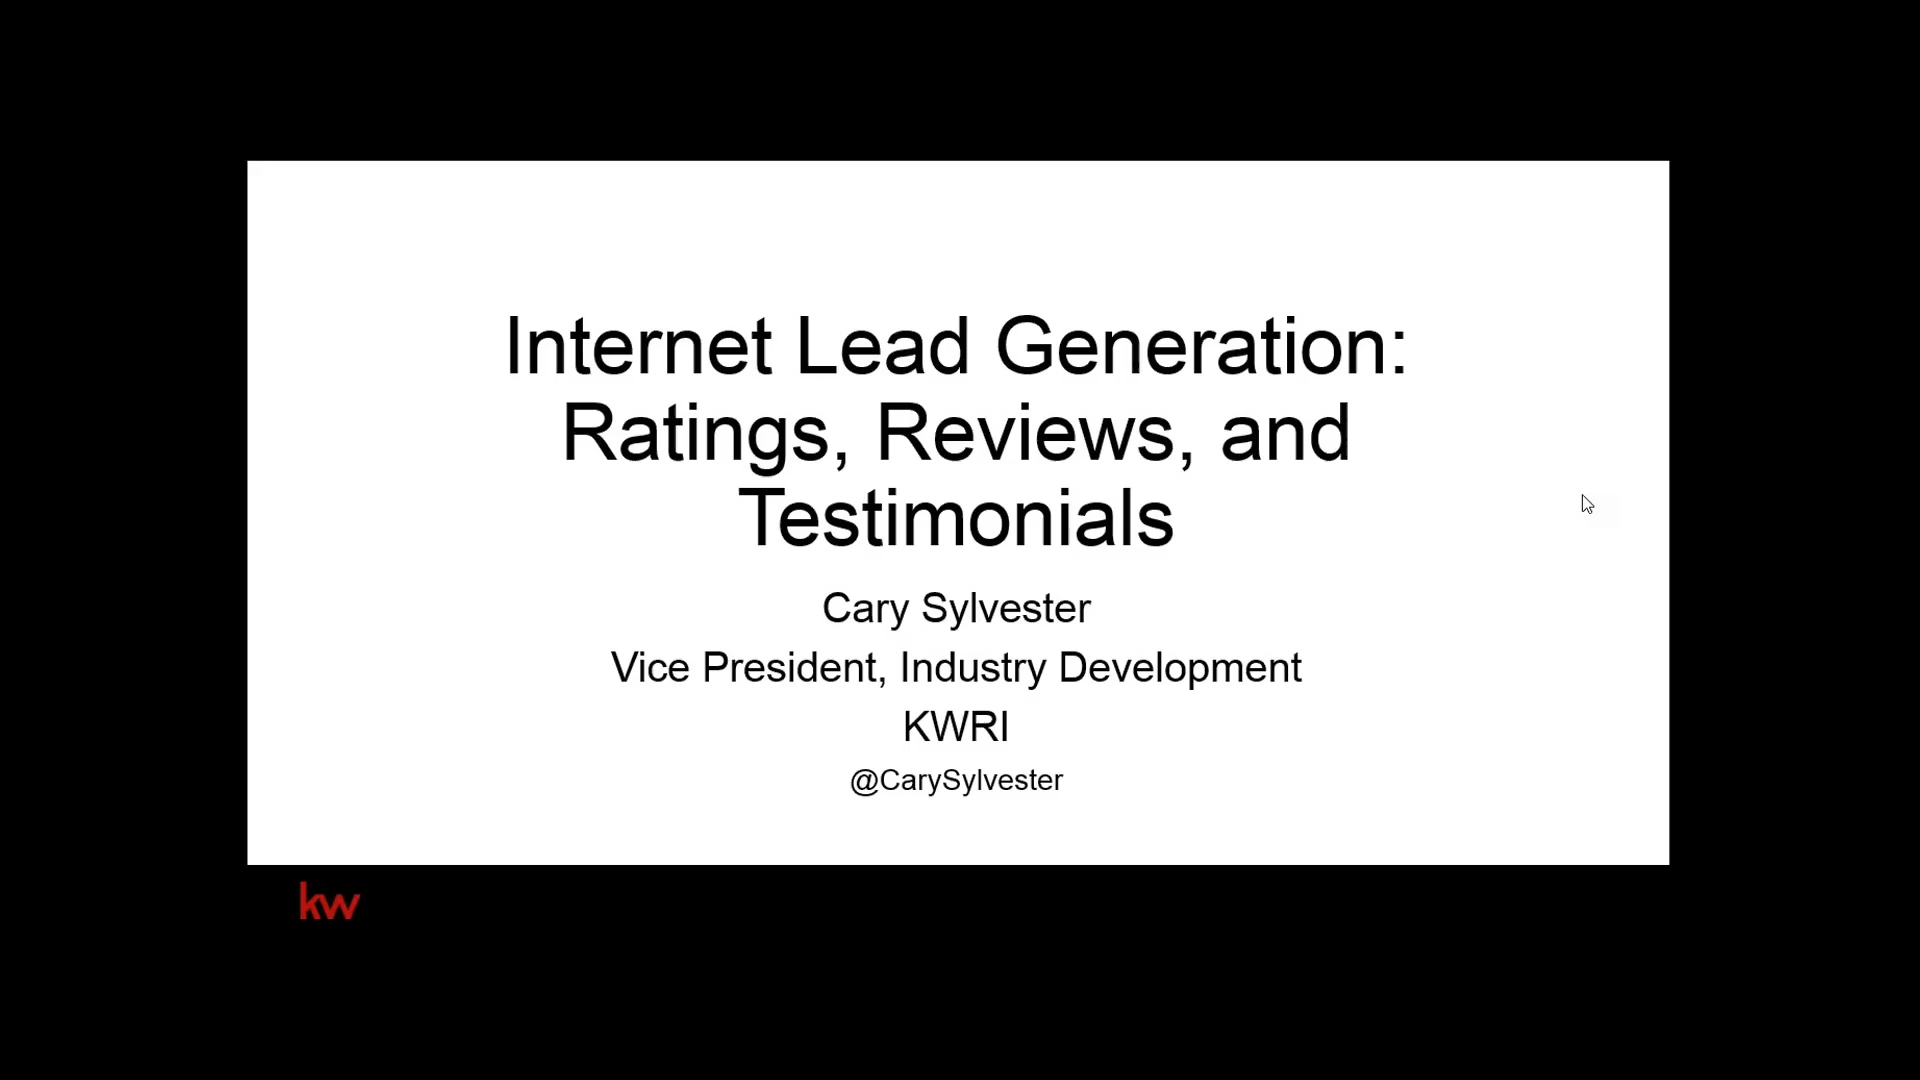 Internet Lead Generation:
Ratings, Reviews, and
Testimonials
Cary Sylvester
Vice President, Industry Development
KWRI
@CarySylvester
kw